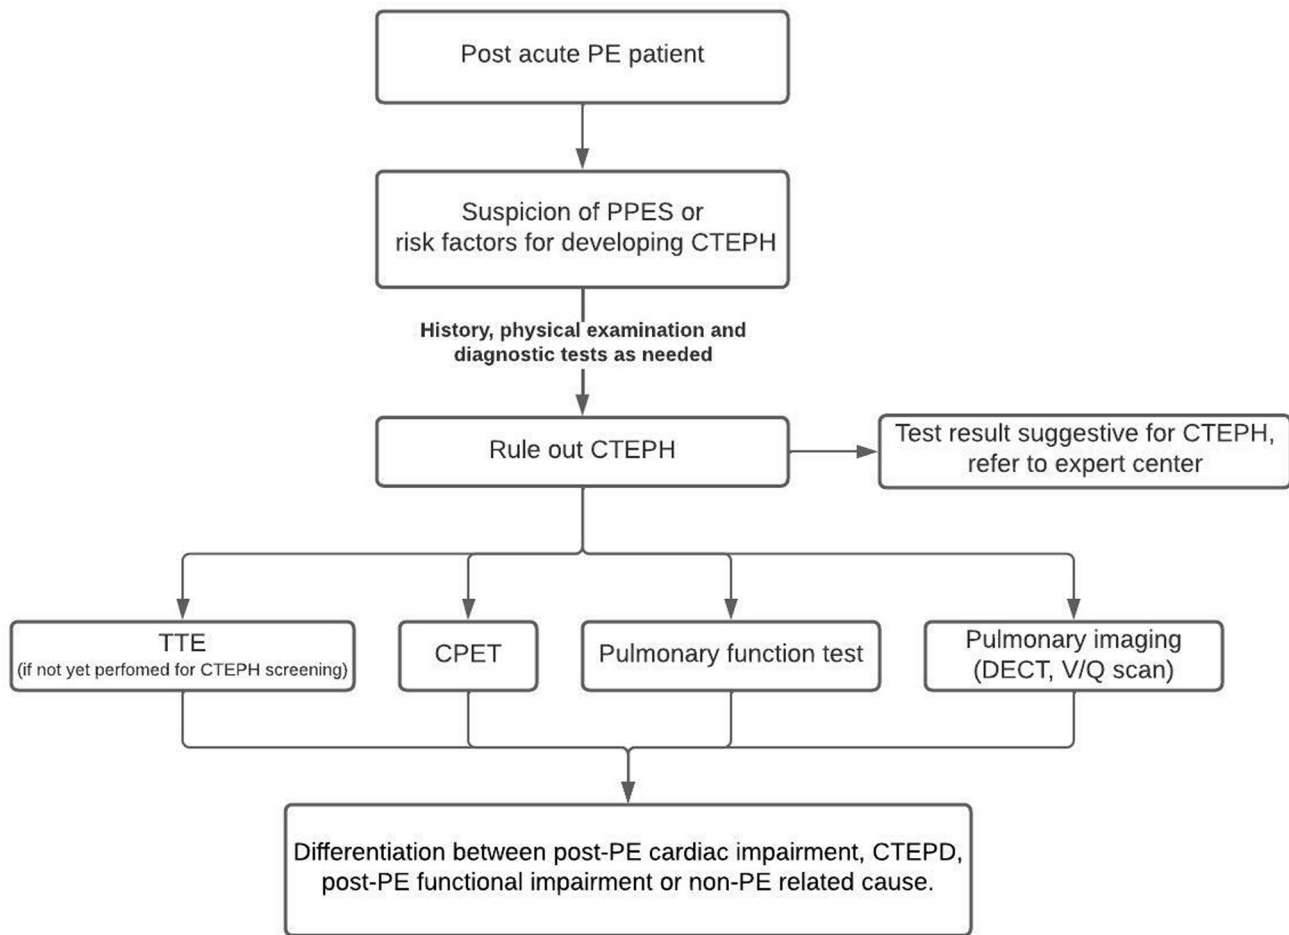 Post acute PE patient
Suspicion of PPES or
risk factors for developing CTEPH
History, physical examination and
diagnostic tests as needed
Rule out CTEPH
Test result suggestive for CTEPH,
refer to expert center
TTE
(if not yet perfomed for CTEPH screening)
CPET
Pulmonary function test
Pulmonary imaging
(DECT, V/Q scan)
Differentiation between post-PE cardiac impairment, CTEPD,
post-PE functional impairment or non-PE related cause.